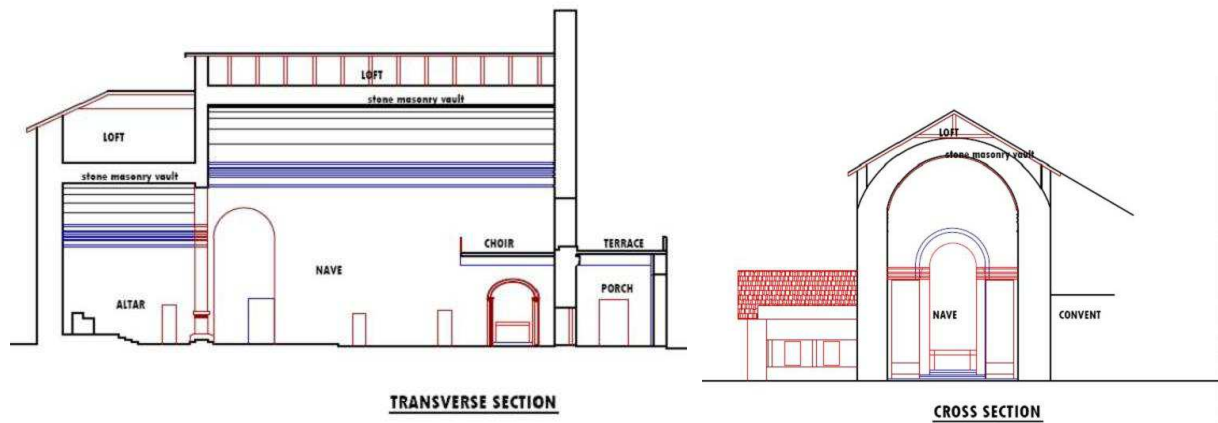 LOFT
stone masonry vault
LOFT
stone masonry vault
CHOIR
TERRACE
NAVE
PORCH
ALTAR
TRANSVERSE SECTION
LOFT
stone masonry vault
NAVE
CONVENT
CROSS SECTION